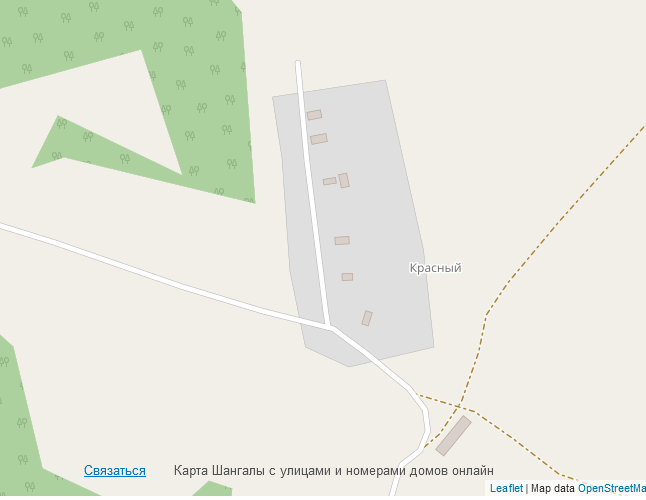 Красный
Связаться Карта Шангалы с улицами и номерами домов онлайн
Leaflet | Map data OpenStreetMa